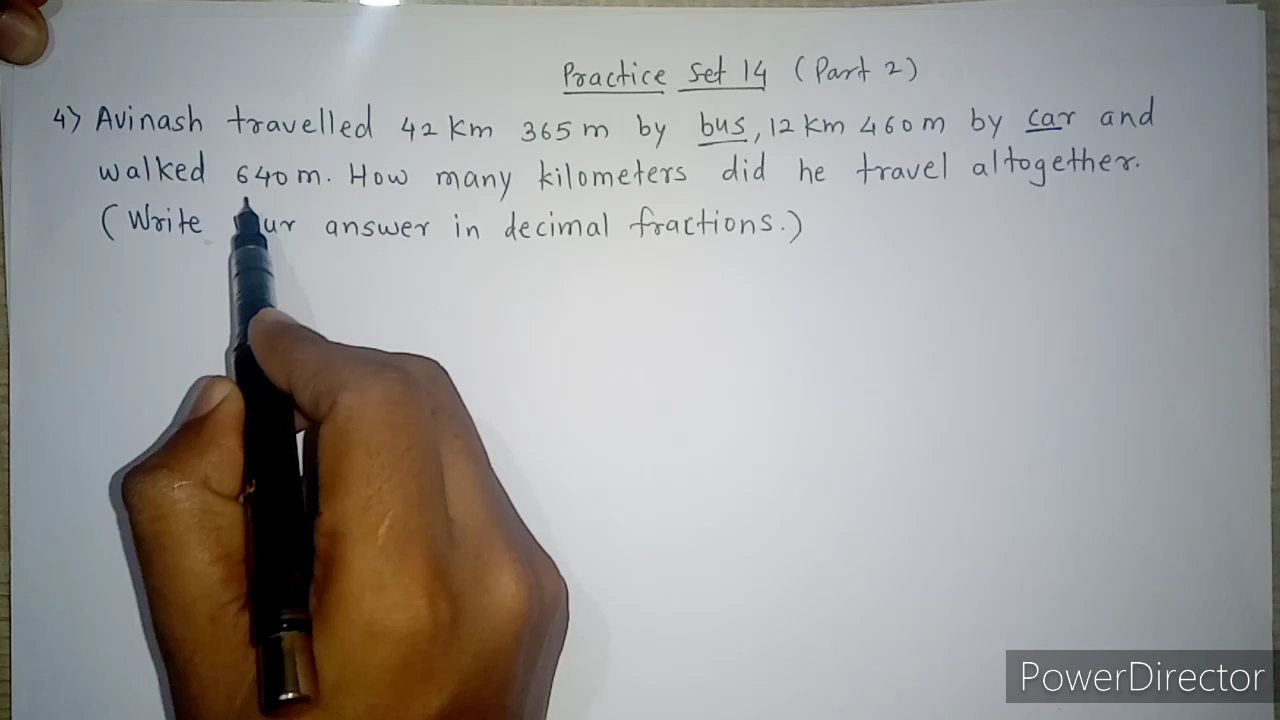 Practice Set 14 (Part 2)
4) Avinash travelled 42 Km 365 m by bus, 12 Km 460 m by car and
walked 640 m. How many kilometers did he travel altogether.
(Write ur answer in decimal fractions.)
PowerDirector